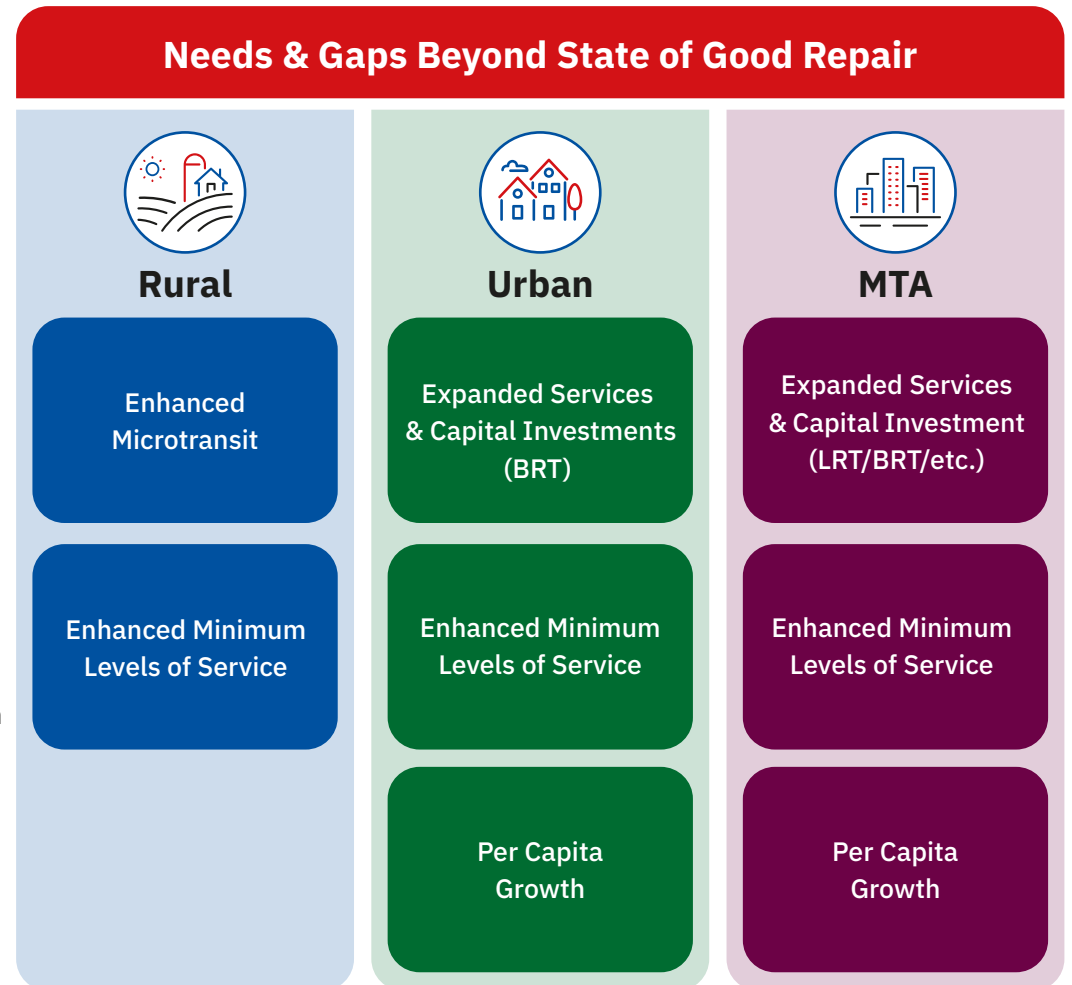 Needs & Gaps Beyond State of Good Repair
Rural
Enhanced
Microtransit
Enhanced Minimum
Levels of Service
Urban
Expanded Services
& Capital Investments
(BRT)
Enhanced Minimum
Levels of Service
Per Capita
Growth
MTA
Expanded Services
& Capital Investment
(LRT/BRT/etc.)
Enhanced Minimum
Levels of Service
Per Capita
Growth